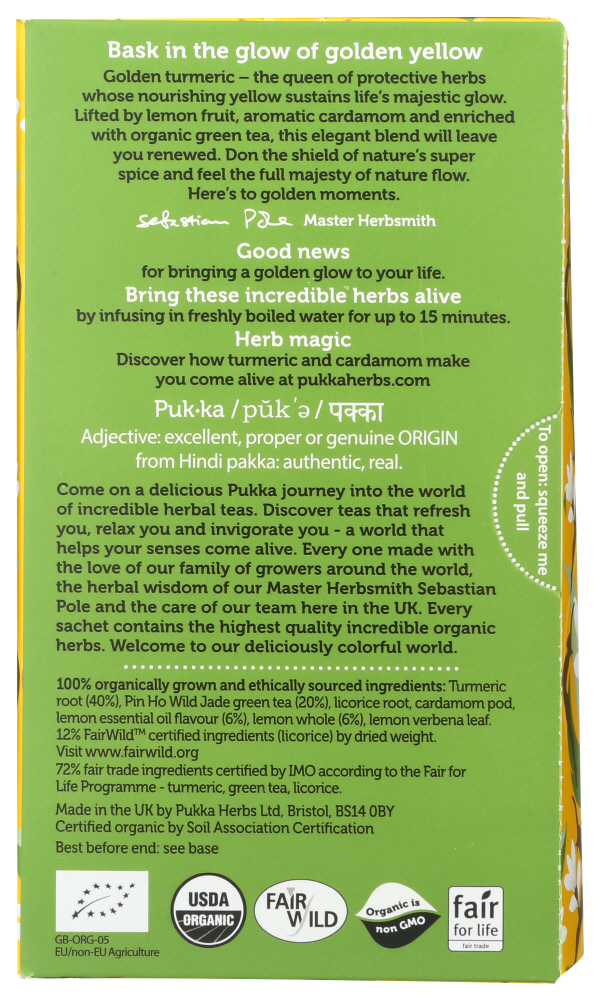 Bask in the glow of golden yellow
Golden turmeric – the queen of protective herbs
whose nourishing yellow sustains life's majestic glow.
Lifted by lemon fruit, aromatic cardamom and enriched
with organic green tea, this elegant blend will leave
you renewed. Don the shield of nature's super
spice and feel the full majesty of nature flow.
Here's to golden moments.
Sebastian Pole Master Herbsmith
Good news
for bringing a golden glow to your life.
Bring these incredible herbs alive
by infusing in freshly boiled water for up to 15 minutes.
Herb magic
Discover how turmeric and cardamom make
you come alive at pukkaherbs.com
Puk·ka /pŭk'ə/ पक्का
Adjective: excellent, proper or genuine ORIGIN
from Hindi pakka: authentic, real.
To open: squeeze me
and pull
Come on a delicious Pukka journey into the world
of incredible herbal teas. Discover teas that refresh
you, relax you and invigorate you - a world that
helps your senses come alive. Every one made with
the love of our family of growers around the world,
the herbal wisdom of our Master Herbsmith Sebastian
Pole and the care of our team here in the UK. Every
sachet contains the highest quality incredible organic
herbs. Welcome to our deliciously colorful world.
100% organically grown and ethically sourced ingredients: Turmeric
root (40%), Pin Ho Wild Jade green tea (20%), licorice root, cardamom pod,
lemon essential oil flavour (6%), lemon whole (6%), lemon verbena leaf.
12% FairWild™ certified ingredients (licorice) by dried weight.
Visit www.fairwild.org
72% fair trade ingredients certified by IMO according to the Fair for
Life Programme - turmeric, green tea, licorice.
Made in the UK by Pukka Herbs Ltd, Bristol, BS14 0BY
Certified organic by Soil Association Certification
Best before end: see base
GB-ORG-05
EU/non-EU Agriculture
USDA
ORGANIC
FAIR
WILD
Organic is
non GMO
fair
for life
fair trade